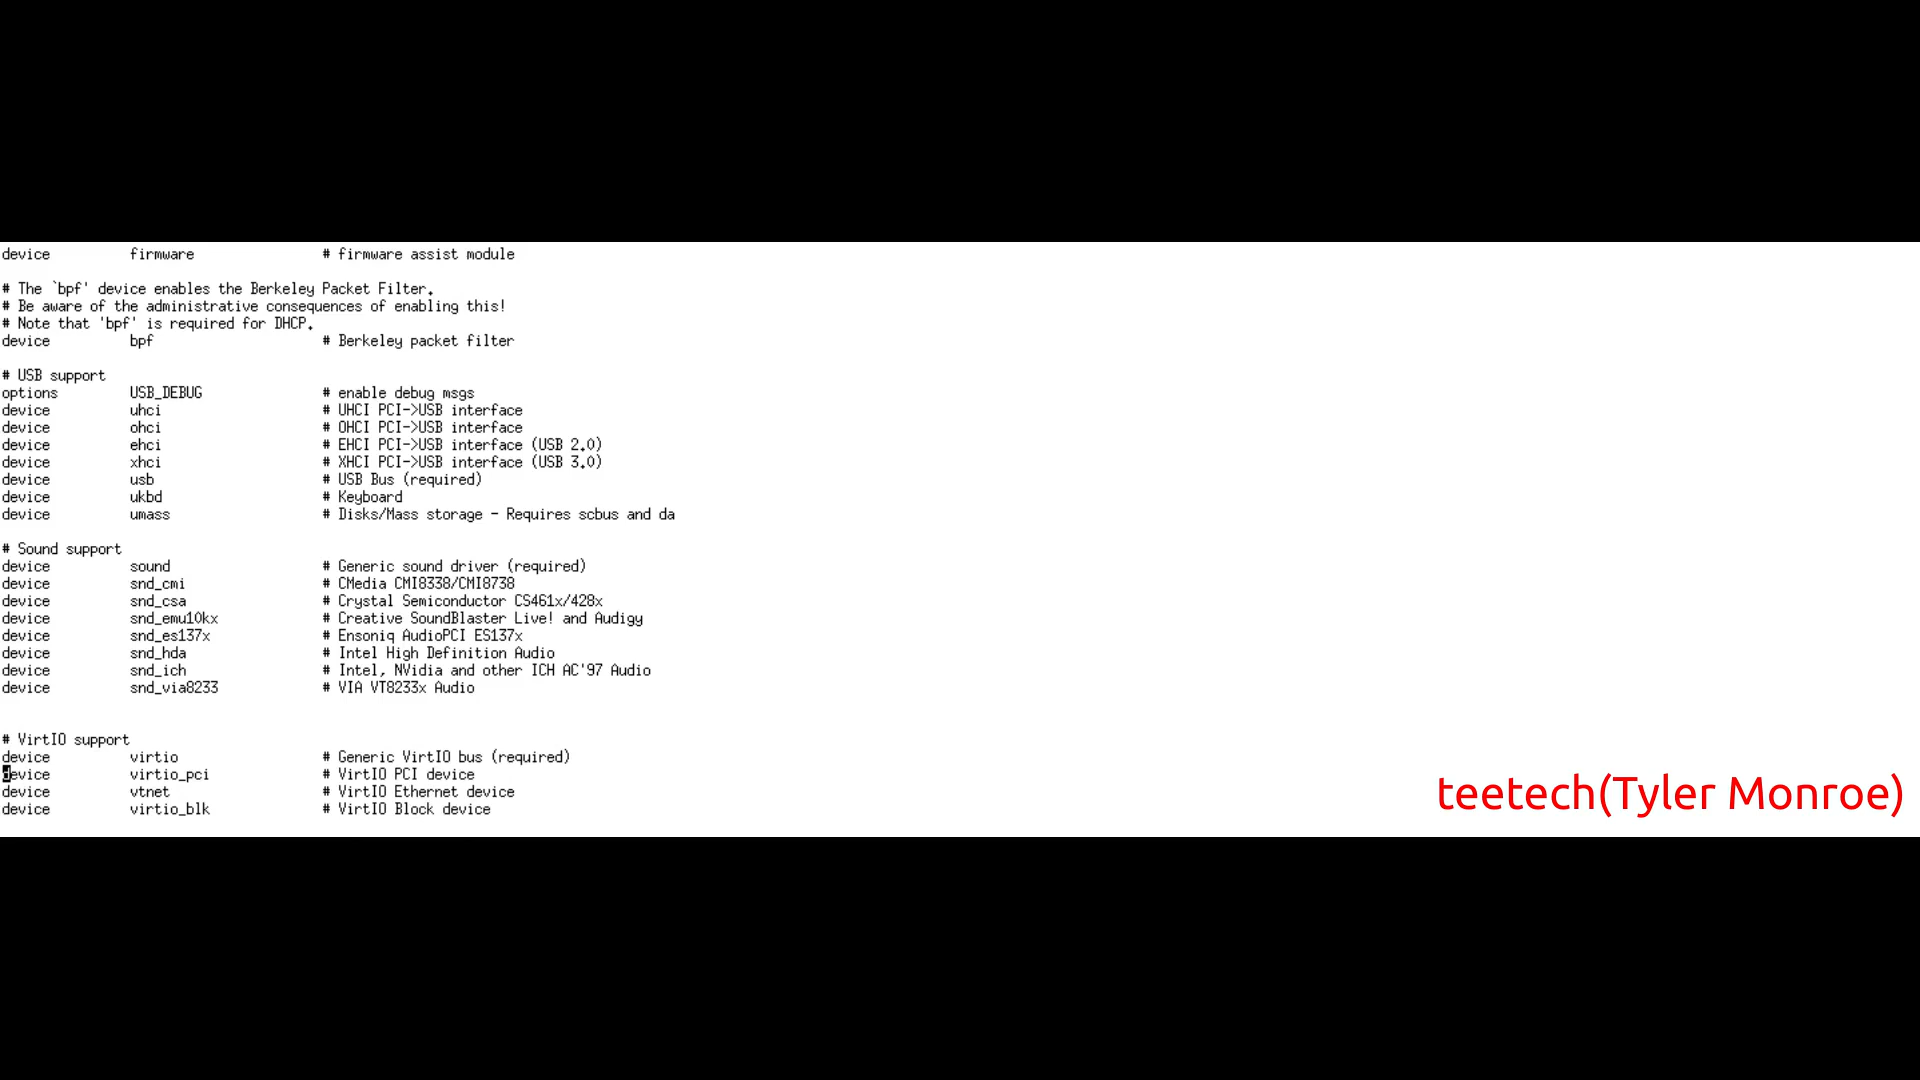 device          firmware                # firmware assist module
# The `bpf' device enables the Berkeley Packet Filter.
# Be aware of the administrative consequences of enabling this!
# Note that 'bpf' is required for DHCP.
device          bpf                     # Berkeley packet filter
# USB support
options         USB_DEBUG               # enable debug msgs
device          uhci                    # UHCI PCI->USB interface
device          ohci                    # OHCI PCI->USB interface
device          ehci                    # EHCI PCI->USB interface (USB 2.0)
device          xhci                    # XHCI PCI->USB interface (USB 3.0)
device          usb                     # USB Bus (required)
device          ukbd                    # Keyboard
device          umass                   # Disks/Mass storage - Requires scbus and da
# Sound support
device          sound                   # Generic sound driver (required)
device          snd_cmi                 # CMedia CMI8338/CMI8738
device          snd_csa                 # Crystal Semiconductor CS461x/428x
device          snd_emu10kx             # Creative SoundBlaster Live! and Audigy
device          snd_es137x              # Ensoniq AudioPCI ES137x
device          snd_hda                 # Intel High Definition Audio
device          snd_ich                 # Intel, NVidia and other ICH AC'97 Audio
device          snd_via8233             # VIA VT8233x Audio
# VirtIO support
device          virtio                  # Generic VirtIO bus (required)
device          virtio_pci              # VirtIO PCI device
device          vtnet                   # VirtIO Ethernet device
device          virtio_blk              # VirtIO Block device
teetech(Tyler Monroe)